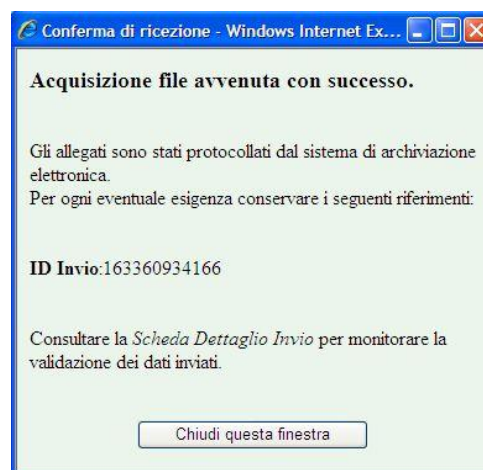 Conferma di ricezione - Windows Internet Ex...
Acquisizione file avvenuta con successo.
Gli allegati sono stati protocollati dal sistema di archiviazione
elettronica.
Per ogni eventuale esigenza conservare i seguenti riferimenti:
ID Invio:163360934166
Consultare la Scheda Dettaglio Invio per monitorare la
validazione dei dati inviati.
Chiudi questa finestra